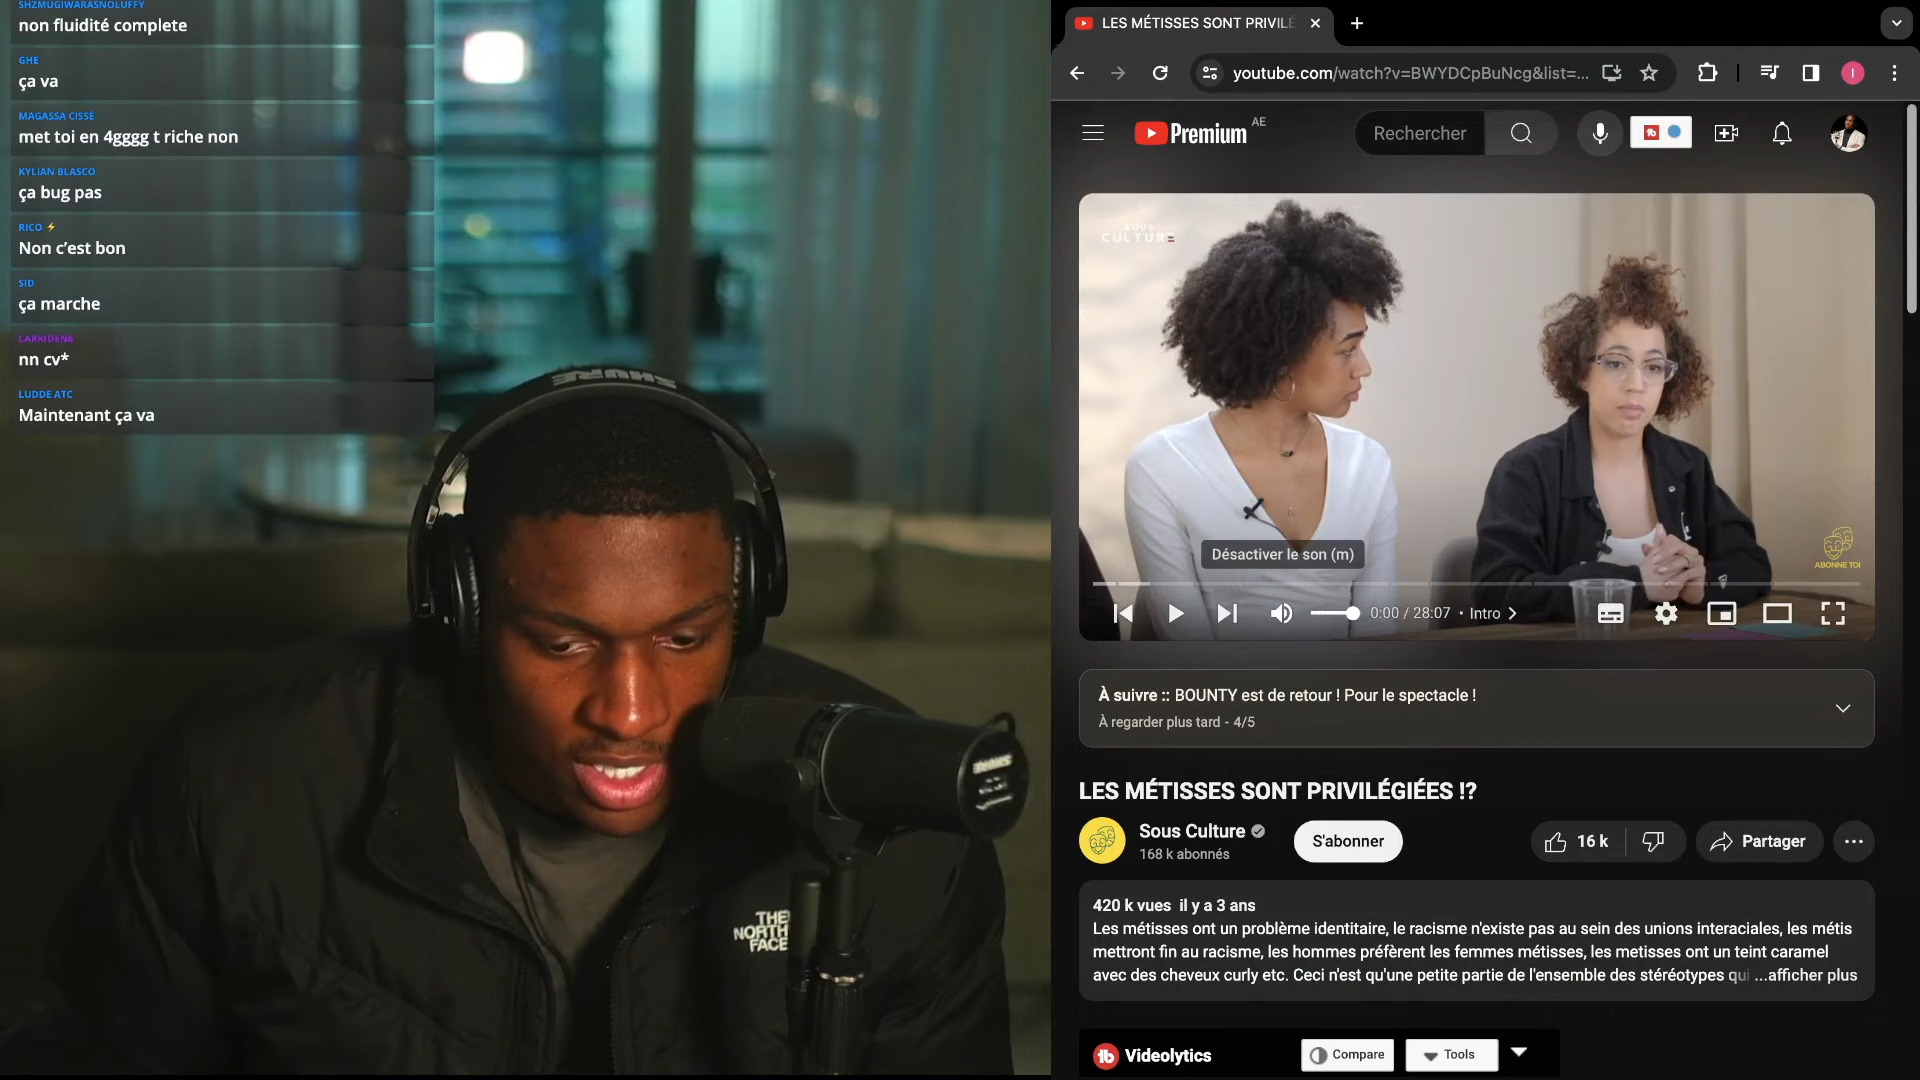 SHZMUGIWARASNOLUFFY
non fluidité complete
GHE
ça va
MAGASSA CISSÉ
met toi en 4gggg t riche non
KYLIAN BLASCO
ça bug pas
RICO ⚡
Non c’est bon
SID
ça marche
LARKIDEN6
nn cv*
LUDDE ATC
Maintenant ça va
SHURE
SHURE
THE
NORTH
FACE
LES MÉTISSES SONT PRIVILÉ
youtube.com/watch?v=BWYDCpBuNcg&list=...
I
Premium AE
Rechercher
SOUS
CULTURE
ABONNE TOI
Désactiver le son (m)
0:00 / 28:07 • Intro
À suivre :: BOUNTY est de retour ! Pour le spectacle !
À regarder plus tard - 4/5
LES MÉTISSES SONT PRIVILÉGIÉES !?
Sous Culture
168 k abonnés
S'abonner
16 k
Partager
420 k vues il y a 3 ans
Les métisses ont un problème identitaire, le racisme n'existe pas au sein des unions interaciales, les métis
mettront fin au racisme, les hommes préfèrent les femmes métisses, les metisses ont un teint caramel
avec des cheveux curly etc. Ceci n'est qu'une petite partie de l'ensemble des stéréotypes qui ...afficher plus
Videolytics
Compare
Tools